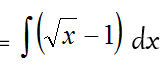 = ∫(√x − 1) dx